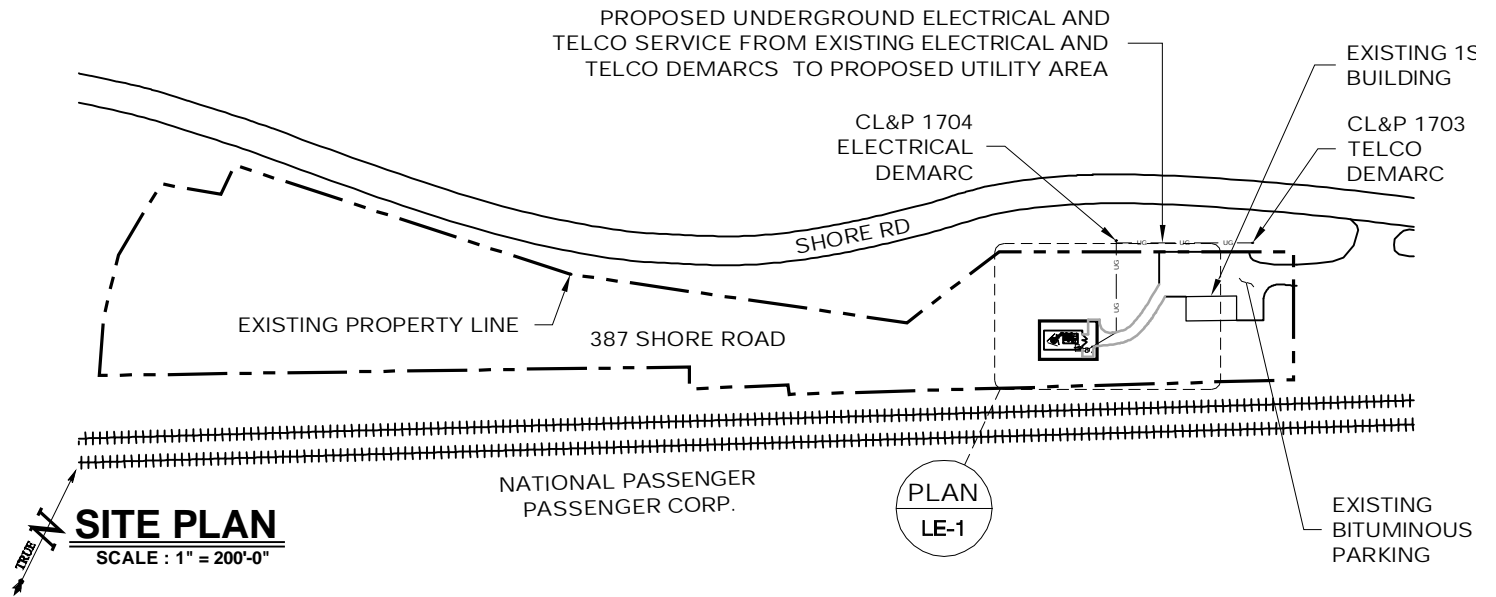 PROPOSED UNDERGROUND ELECTRICAL AND
TELCO SERVICE FROM EXISTING ELECTRICAL AND
TELCO DEMARCS TO PROPOSED UTILITY AREA
EXISTING 1S
BUILDING
CL&P 1704
ELECTRICAL
DEMARC
CL&P 1703
TELCO
DEMARC
SHORE RD
UG
UG
UG
UG
UG
EXISTING PROPERTY LINE
387 SHORE ROAD
NATIONAL PASSENGER
PASSENGER CORP.
PLAN
LE-1
EXISTING
BITUMINOUS
PARKING
TRUE N
SITE PLAN
SCALE : 1" = 200'-0"